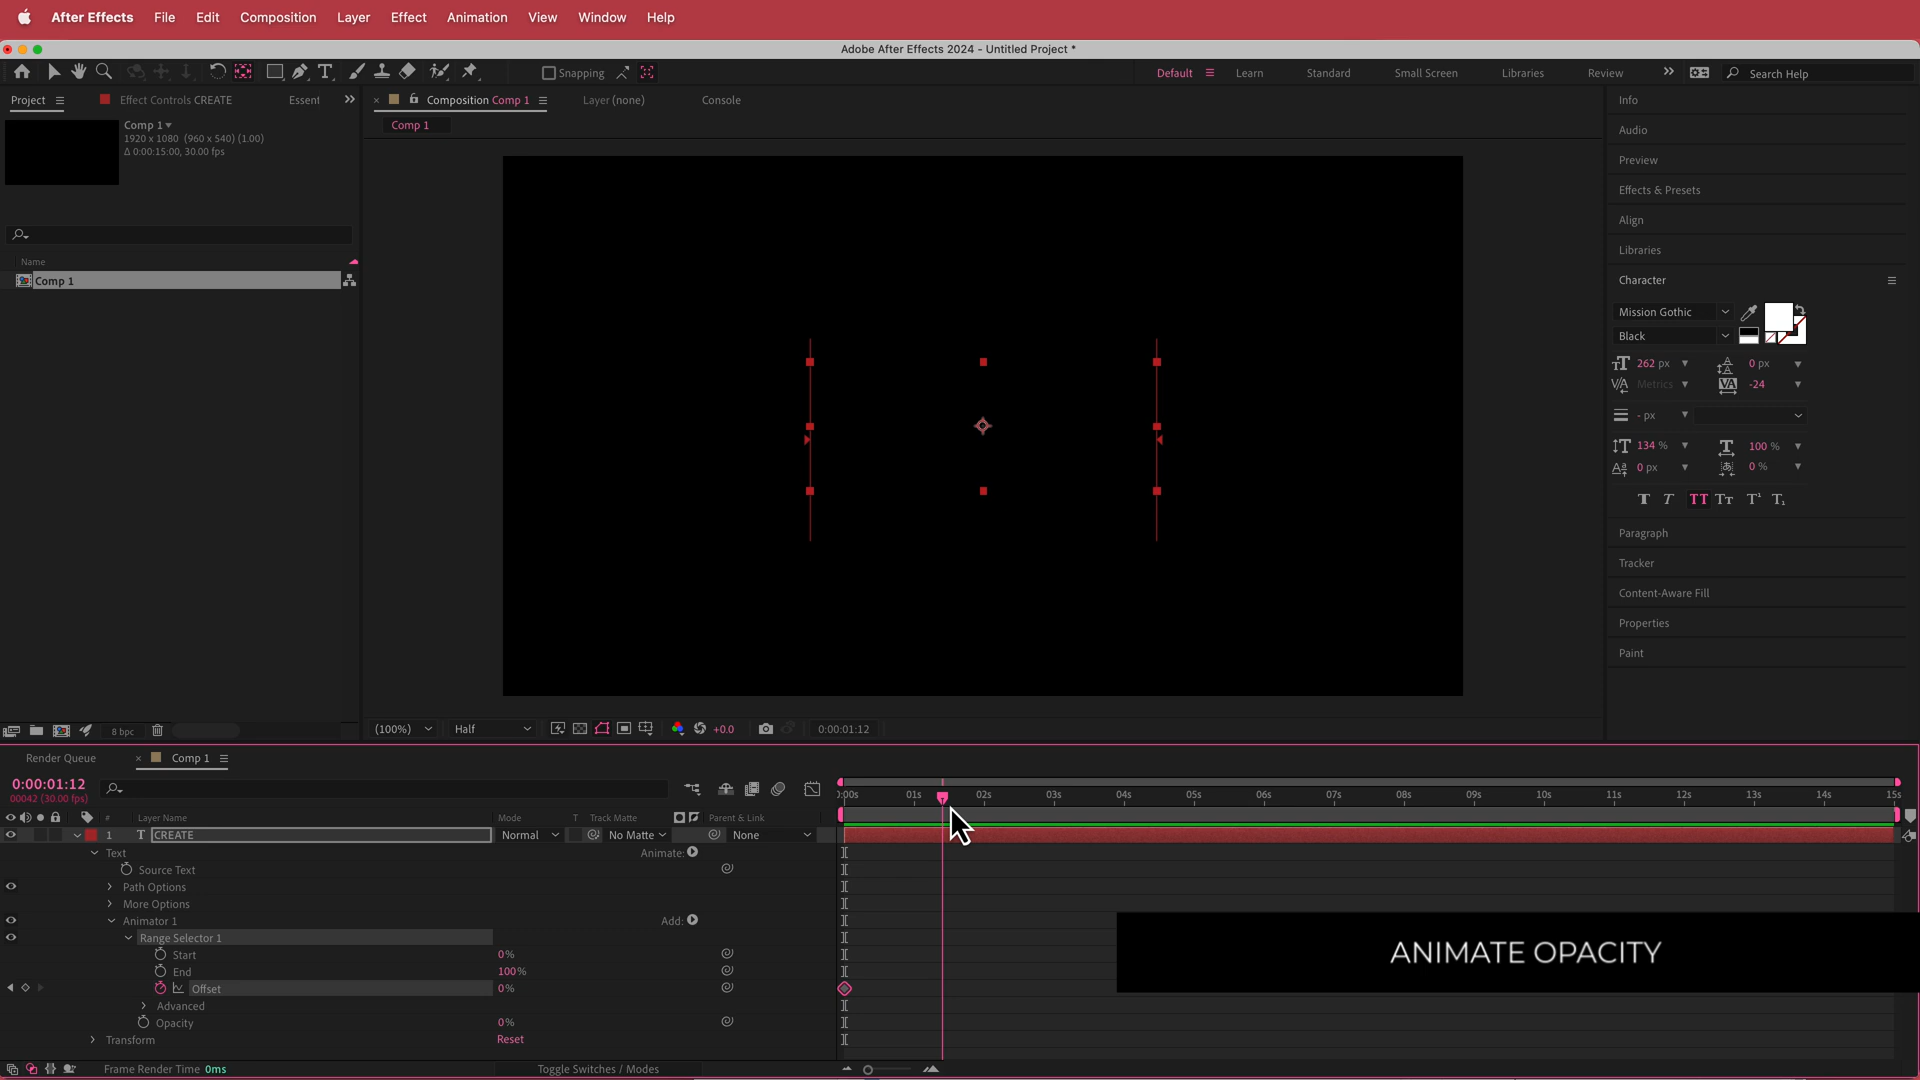 After Effects File Edit Composition Layer Effect Animation View Window Help
Adobe After Effects 2024 - Untitled Project *
Snapping Default Learn Standard Small Screen Libraries Review Search Help
Project Effect Controls CREATE Essent Composition Comp 1 Layer (none) Console Info
Comp 1
Comp 1
1920 x 1080 (960 x 540) (1.00)
Δ 0:00:15:00, 30.00 fps
Audio
Preview
Effects & Presets
Align
Libraries
Name
Comp 1
Character
Mission Gothic
Black
262 px 0 px
Metrics -24
- px
134 % 100 %
0 px 0 %
Paragraph
Tracker
Content-Aware Fill
Properties
Paint
8 bpc (100%) Half +0.0 0:00:01:12
Render Queue Comp 1
0:00:01:12
00042 (30.00 fps)
0:00s 01s 02s 03s 04s 05s 06s 07s 08s 09s 10s 11s 12s 13s 14s 15s
# Layer Name Mode T Track Matte Parent & Link
1 T CREATE Normal No Matte None
Text Animate:
Source Text
Path Options
More Options
Animator 1 Add:
Range Selector 1
Start 0%
End 100%
Offset 0%
Advanced
Opacity 0%
Transform Reset
ANIMATE OPACITY
Frame Render Time 0ms Toggle Switches / Modes